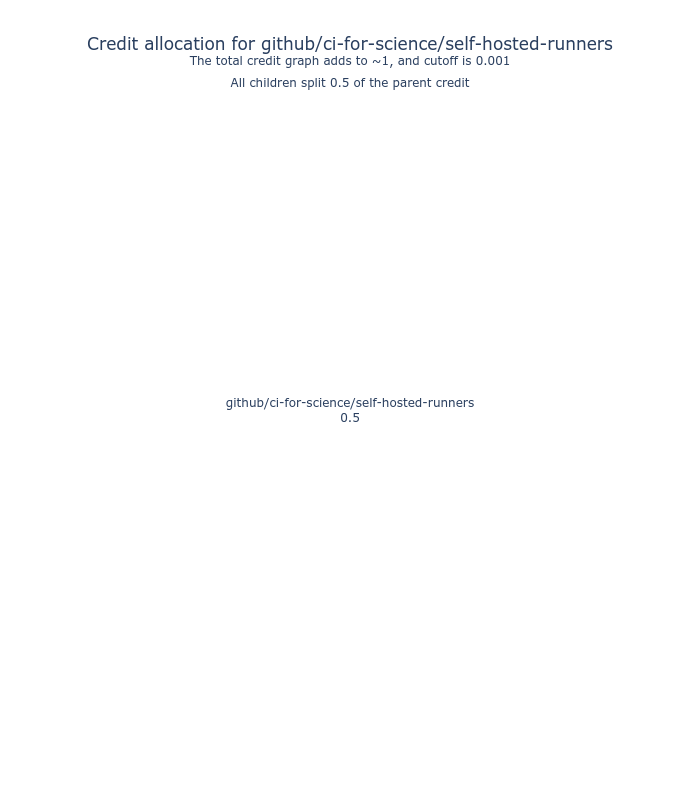 Credit allocation for github/ci-for-science/self-hosted-runners
The total credit graph adds to ~1, and cutoff is 0.001
All children split 0.5 of the parent credit
github/ci-for-science/self-hosted-runners
0.5